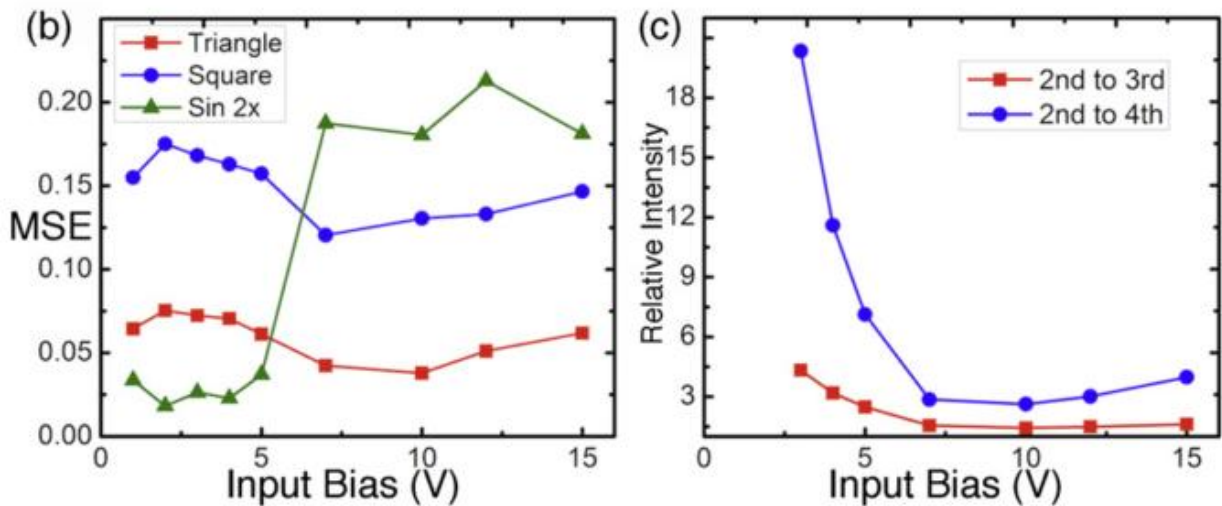 (b)
Triangle
Square
Sin 2x
MSE
0.20
0.15
0.10
0.05
0.00
0 5 10 15
Input Bias (V)
(c)
2nd to 3rd
2nd to 4th
Relative Intensity
18
15
12
9
6
3
0 5 10 15
Input Bias (V)